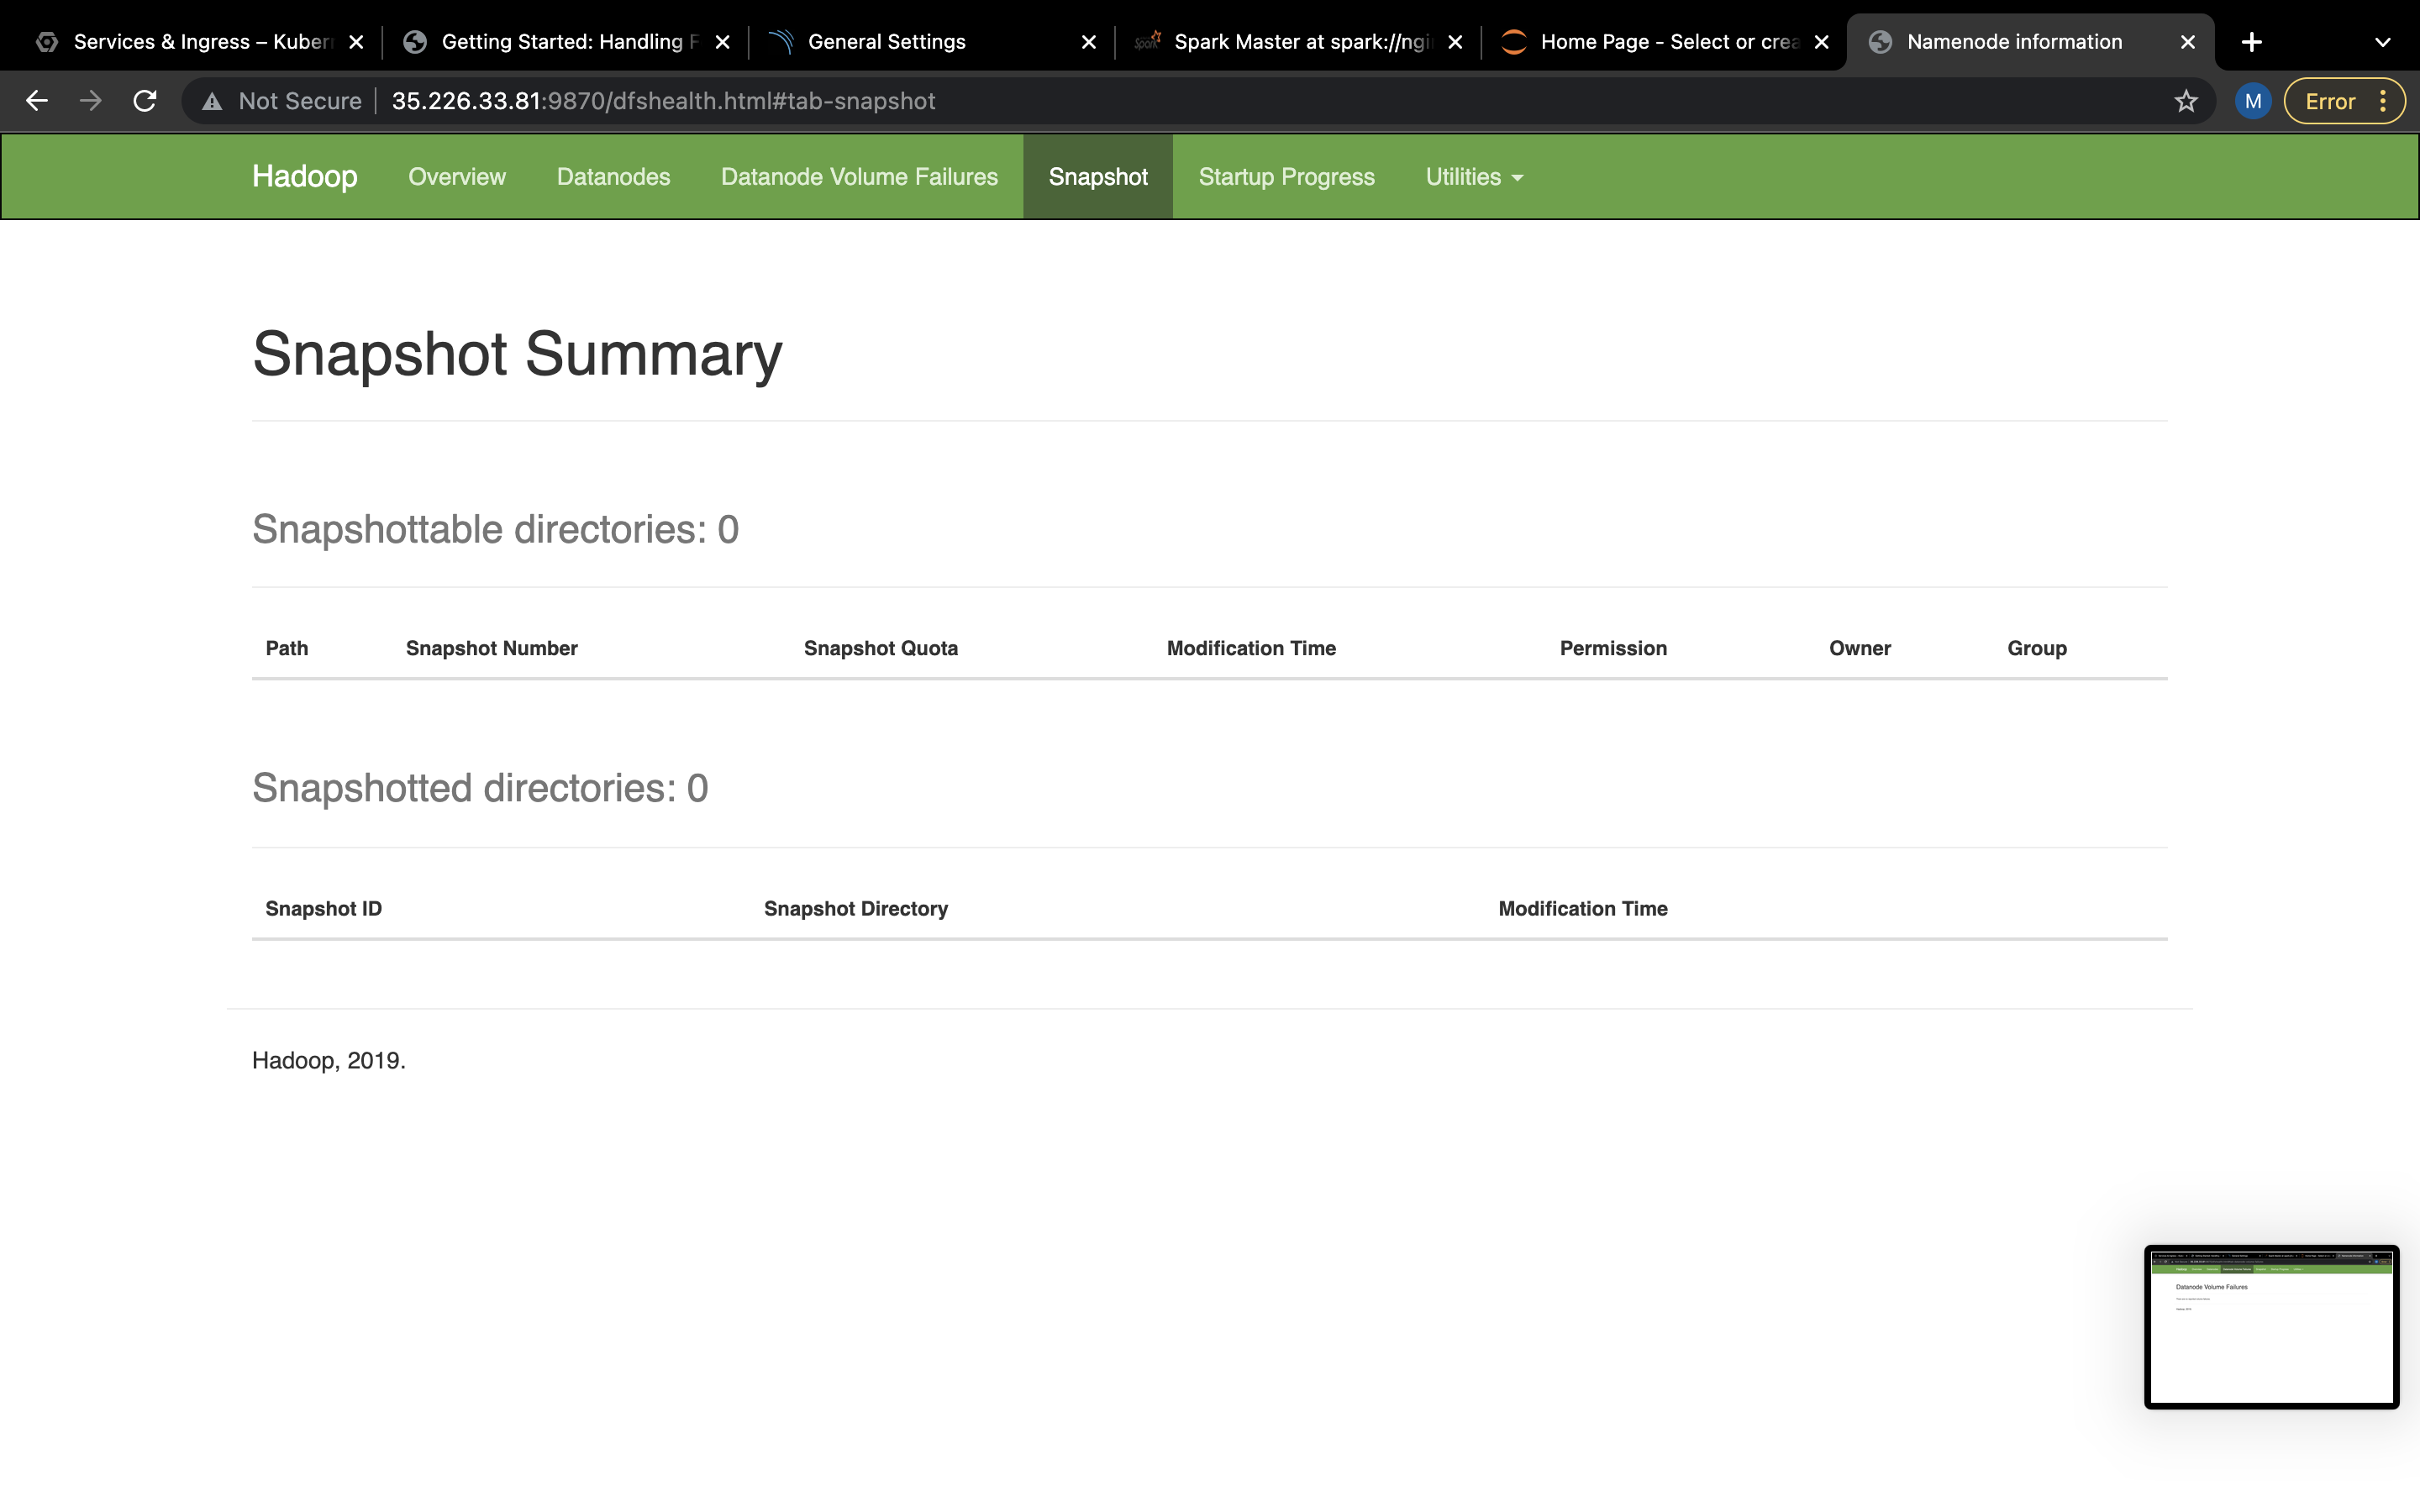 Services & Ingress – Kuber
Getting Started: Handling F
General Settings
Spark Master at spark://ngi
Home Page - Select or crea
Namenode information
Not Secure
35.226.33.81:9870/dfshealth.html#tab-snapshot
M
Error
Hadoop
Overview
Datanodes
Datanode Volume Failures
Snapshot
Startup Progress
Utilities
Snapshot Summary
Snapshottable directories: 0
Path Snapshot Number Snapshot Quota Modification Time Permission Owner Group
Snapshotted directories: 0
Snapshot ID Snapshot Directory Modification Time
Hadoop, 2019.
Datanode Volume Failures